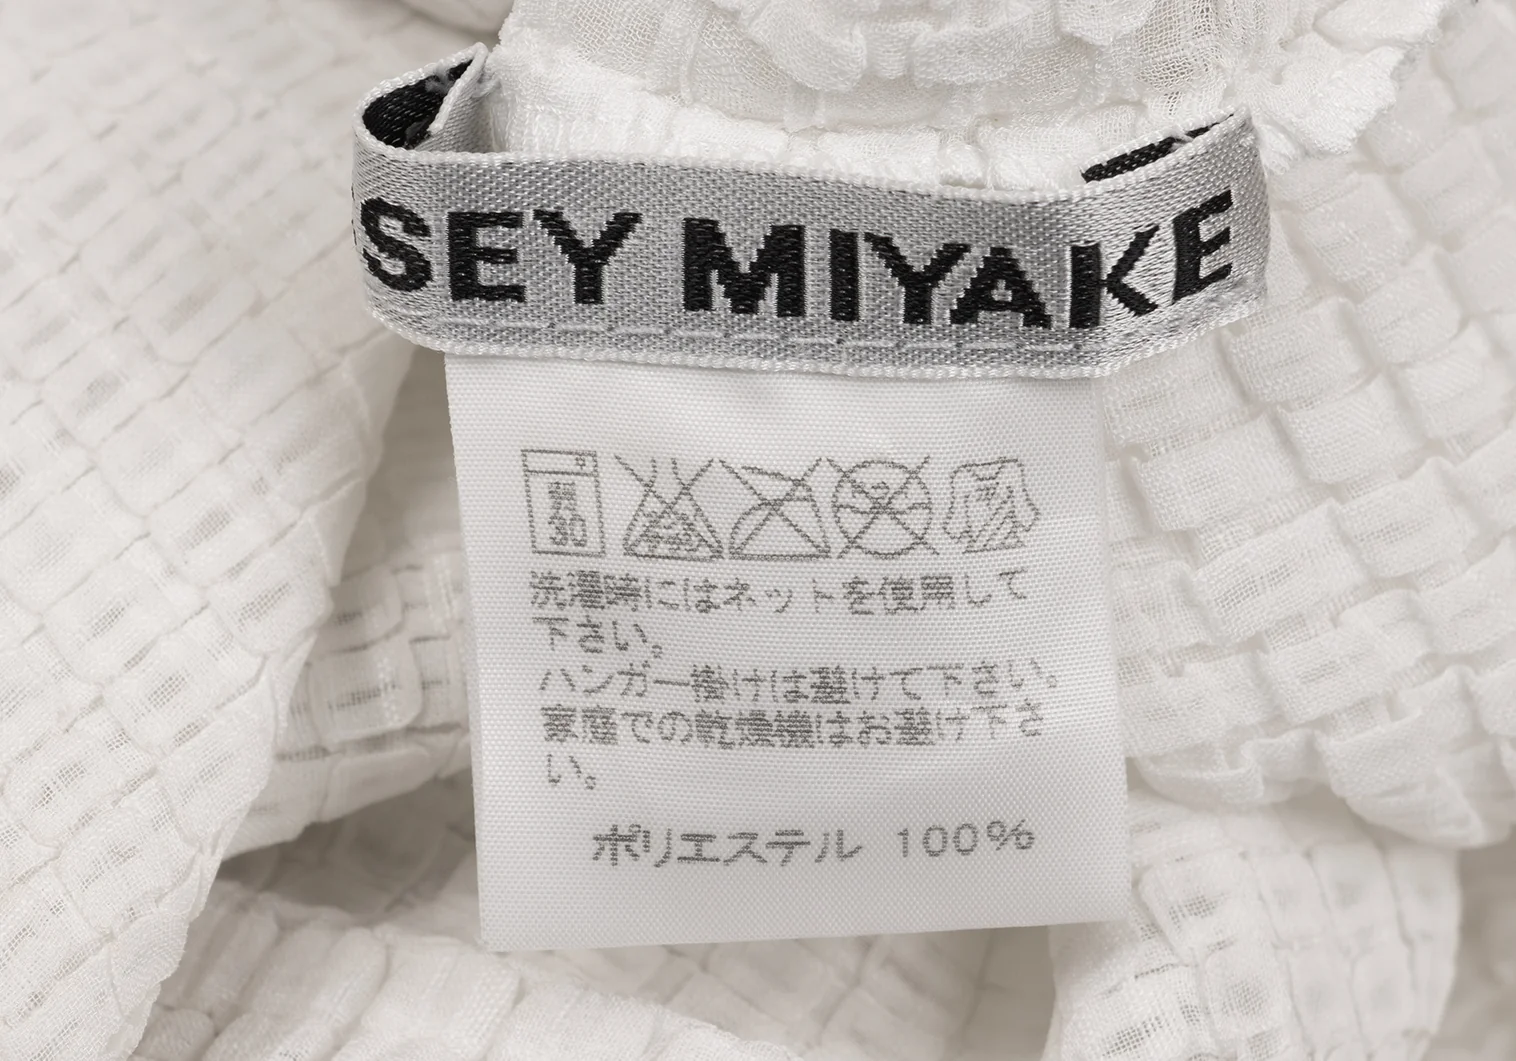 SEY MIYAKE
30
洗濯時にはネットを使用して
下さい。
ハンガー掛けは避けて下さい。
家庭での乾燥機はお避け下さ
い。
ポリエステル 100%